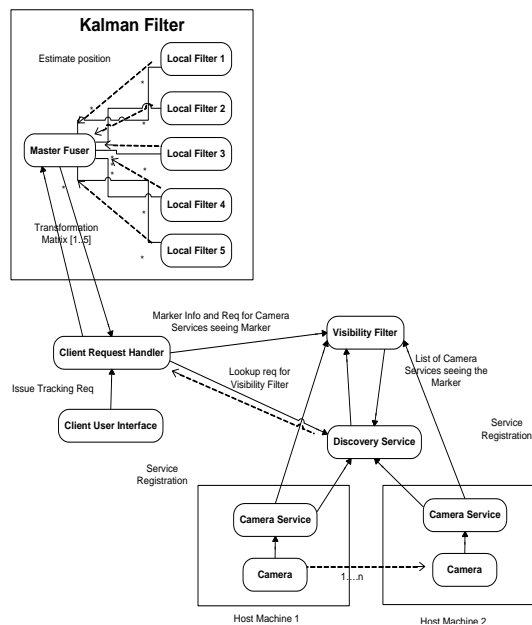 Kalman Filter
Estimate position
Local Filter 1
*
*
Local Filter 2
*
Master Fuser
Local Filter 3
*
*
*
*
*
Local Filter 4
*
Transformation
Matrix [1..5]
Local Filter 5
*
Marker Info and Req for Camera
Services seeing Marker
Visibility Filter
Client Request Handler
List of Camera
Services seeing the
Marker
Lookup req for
Visibility Filter
Issue Tracking Req
Client User Interface
Discovery Service
Service
Registration
Service
Registration
Camera Service
Camera Service
Camera
Camera
1....n
Host Machine 1
Host Machine 2